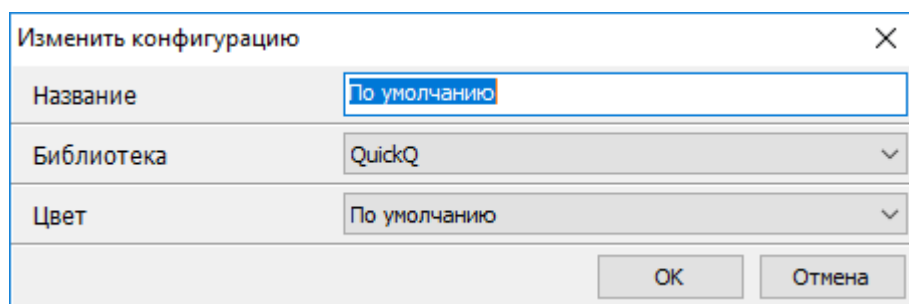 Изменить конфигурацию
Название По умолчанию
Библиотека QuickQ
Цвет По умолчанию
OK Отмена